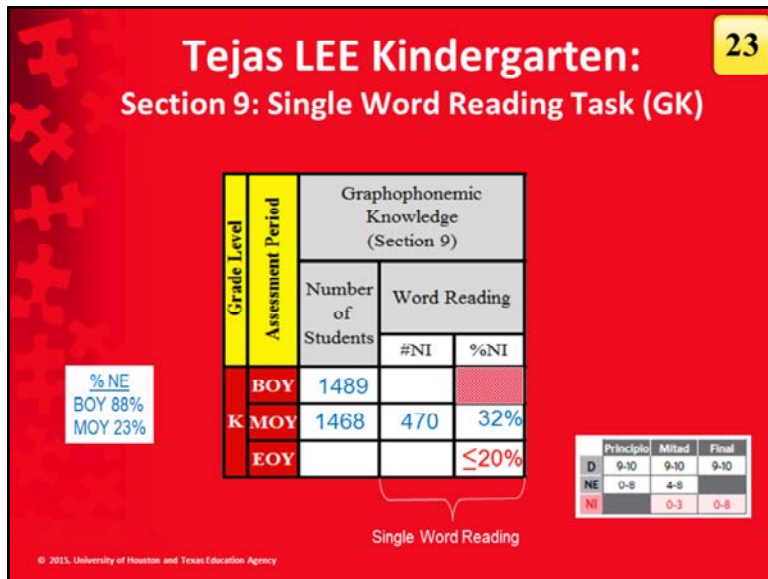 Tejas LEE Kindergarten:
23
Section 9: Single Word Reading Task (GK)
Grade Level
Assessment Period
Graphophonemic
Knowledge
(Section 9)
Number
of
Students
Word Reading
#NI
%NI
K
BOY
1489
MOY
1468
470
32%
EOY
≤20%
% NE
BOY 88%
MOY 23%
Principio
Mitad
Final
D
9-10
9-10
9-10
NE
0-8
4-8
NI
0-3
0-8
Single Word Reading
© 2015, University of Houston and Texas Education Agency